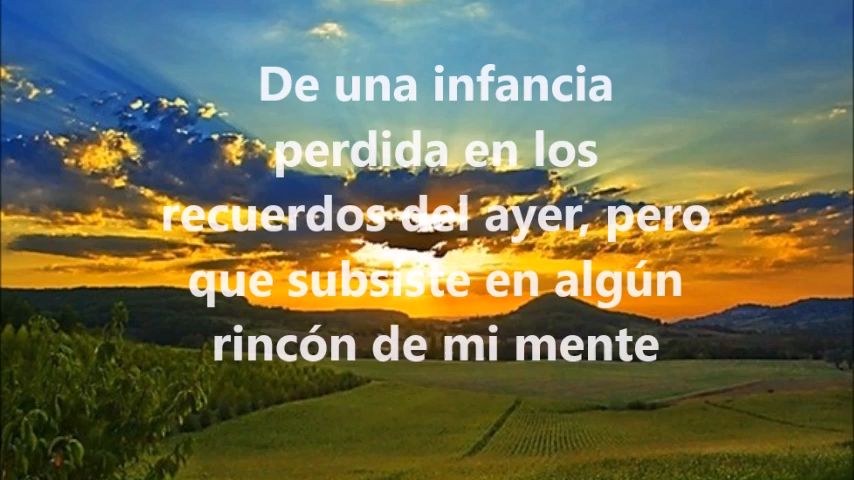 De una infancia
perdida en los
recuerdos del ayer, pero
que subsiste en algún
rincón de mi mente